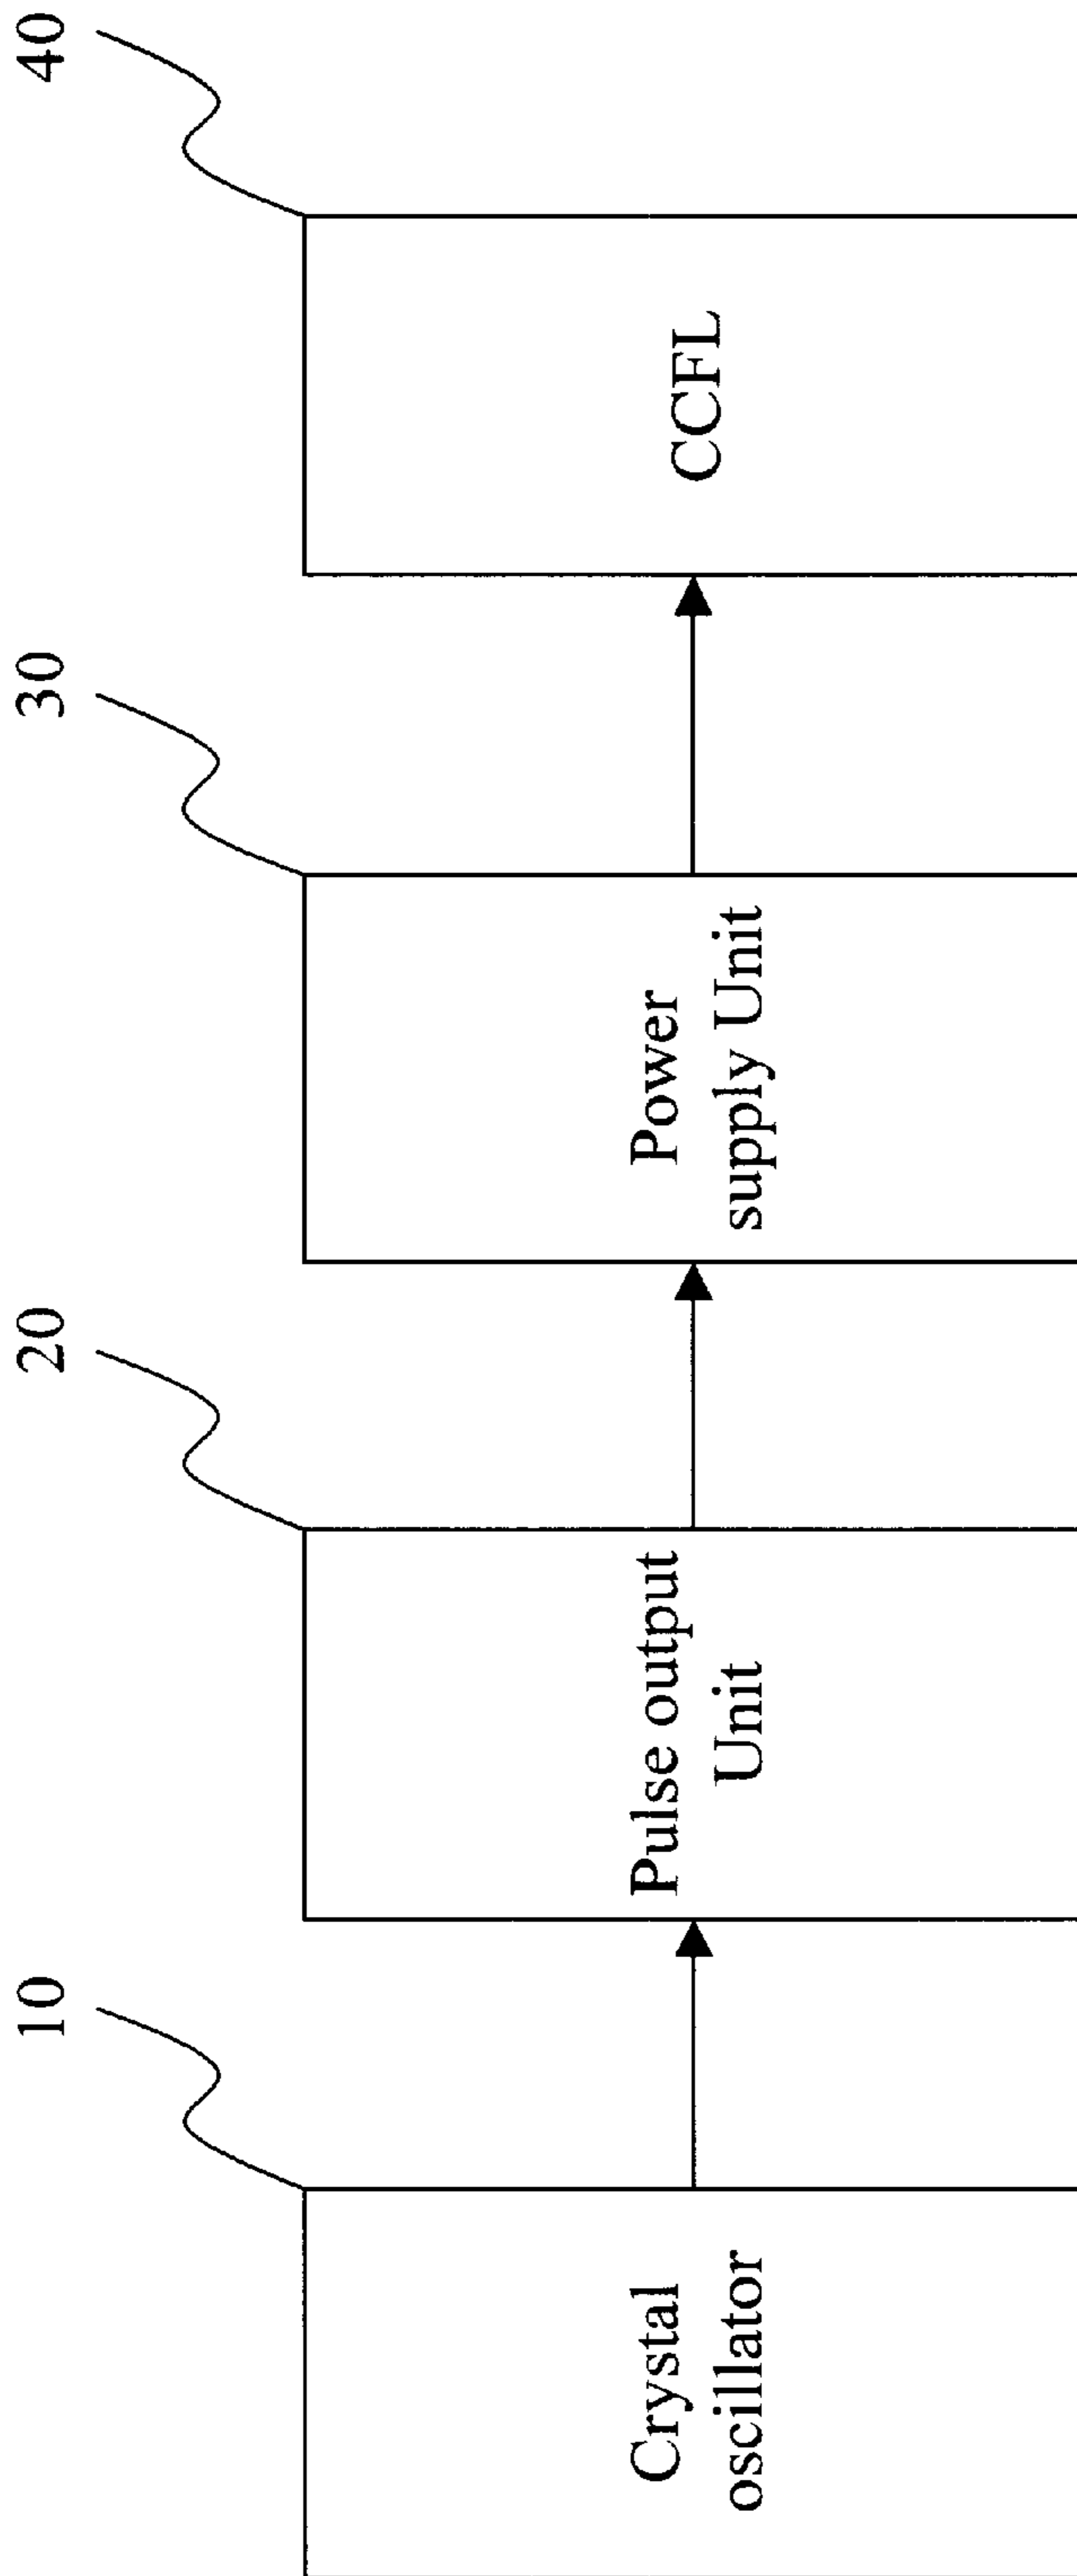 10
20
30
40
Crystal
oscillator
Pulse output
Unit
Power
supply Unit
CCFL